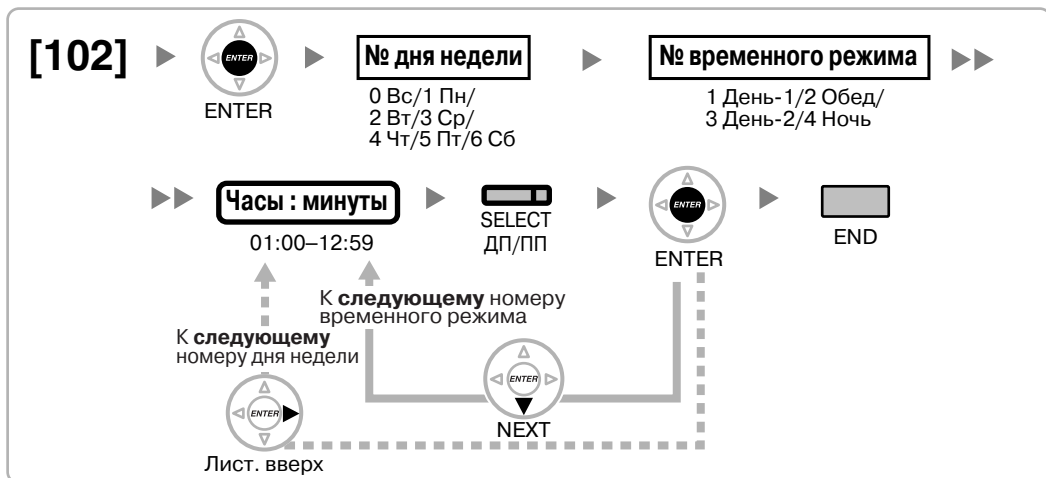 [102]
ENTER
ENTER
№ дня недели
0 Вс/1 Пн/
2 Вт/3 Ср/
4 Чт/5 Пт/6 Сб
№ временного режима
1 День-1/2 Обед/
3 День-2/4 Ночь
Часы : минуты
01:00–12:59
SELECT
ДП/ПП
ENTER
ENTER
END
К следующему номеру
временного режима
К следующему
номеру дня недели
ENTER
NEXT
ENTER
Лист. вверх